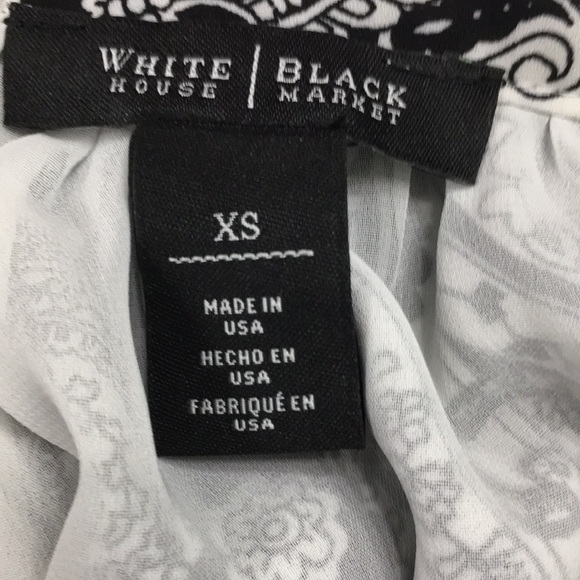 WHITE | BLACK
HOUSE | MARKET
XS
MADE IN
USA
HECHO EN
USA
FABRIQUÉ EN
USA